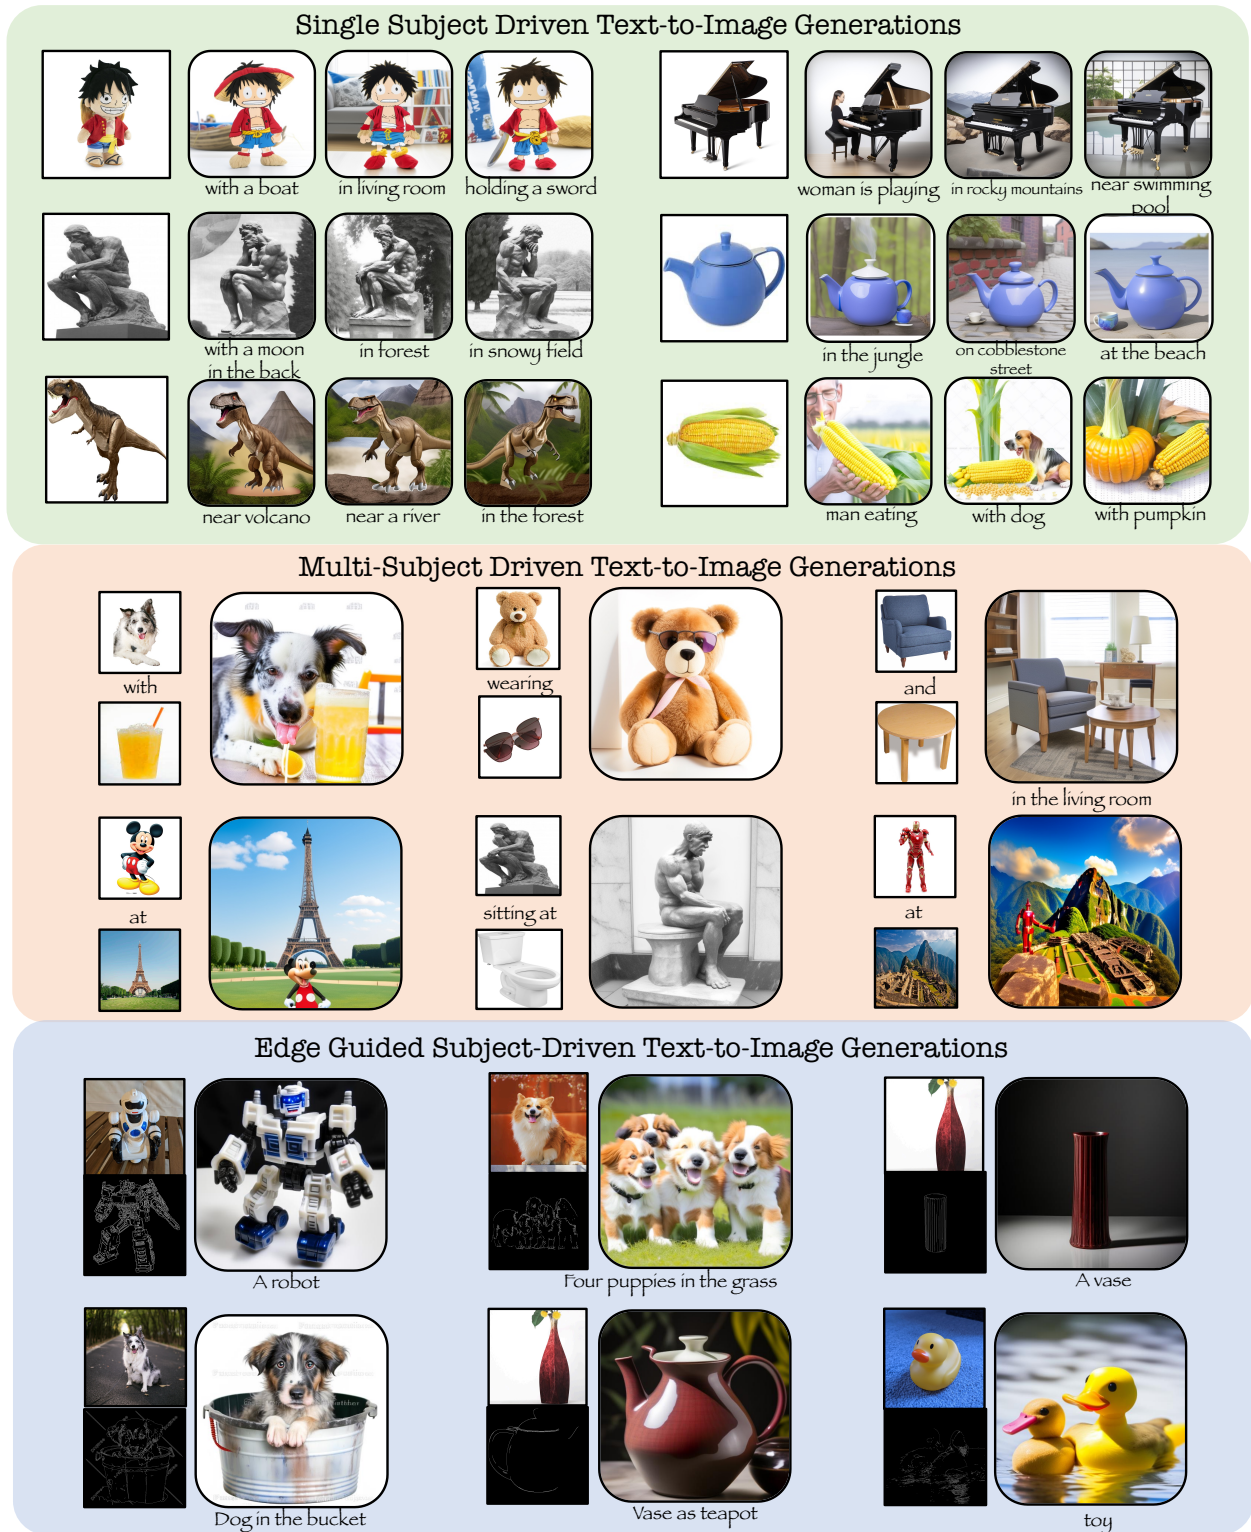 Single Subject Driven Text-to-Image Generations
with a boat
in living room
holding a sword
woman is playing
in rocky mountains
near swimming
pool
with a moon
in the back
in forest
in snowy field
in the jungle
on cobblestone
street
at the beach
near volcano
near a river
in the forest
man eating
with dog
with pumpkin
Multi-Subject Driven Text-to-Image Generations
with
wearing
and
in the living room
at
sitting at
at
Edge Guided Subject-Driven Text-to-Image Generations
A robot
Four puppies in the grass
A vase
Dog in the bucket
Vase as teapot
toy